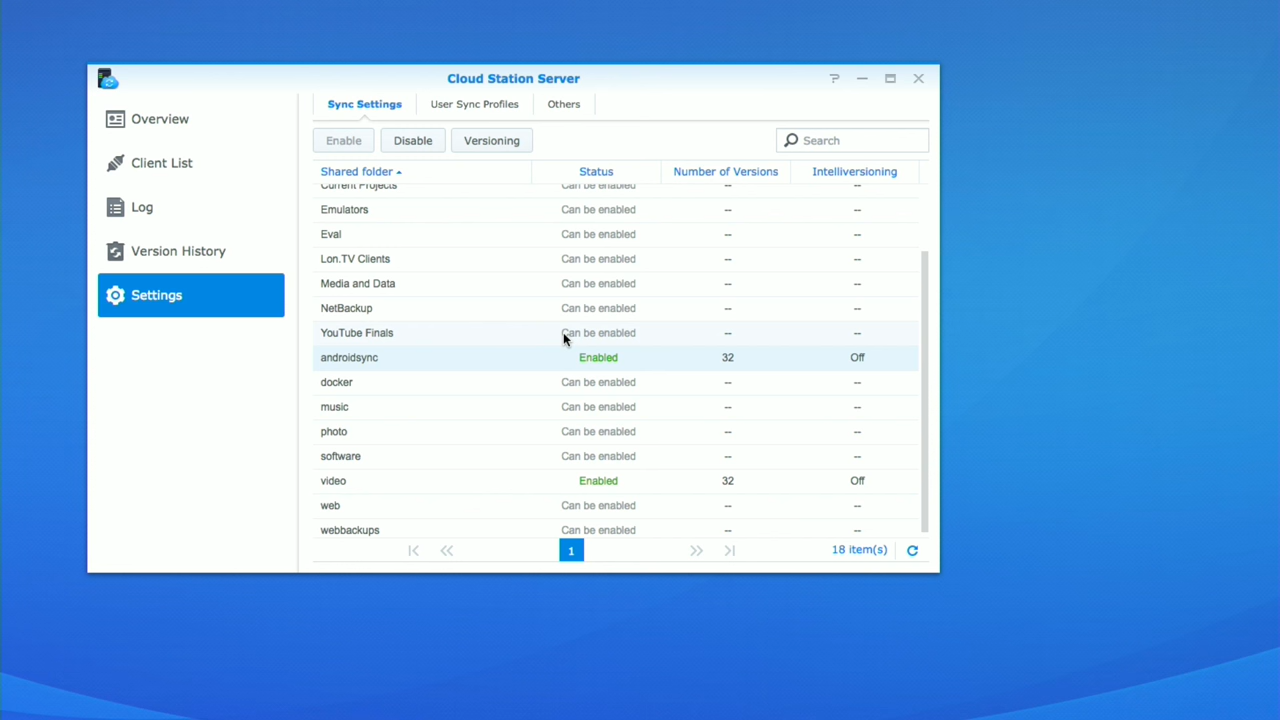 Cloud Station Server
Overview
Client List
Log
Version History
Settings
Sync Settings User Sync Profiles Others
Enable Disable Versioning Search
Shared folder Status Number of Versions Intelliversioning
Current Projects Can be enabled -- --
Emulators Can be enabled -- --
Eval Can be enabled -- --
Lon.TV Clients Can be enabled -- --
Media and Data Can be enabled -- --
NetBackup Can be enabled -- --
YouTube Finals Can be enabled -- --
androidsync Enabled 32 Off
docker Can be enabled -- --
music Can be enabled -- --
photo Can be enabled -- --
software Can be enabled -- --
video Enabled 32 Off
web Can be enabled -- --
webbackups Can be enabled -- --
1 18 item(s)